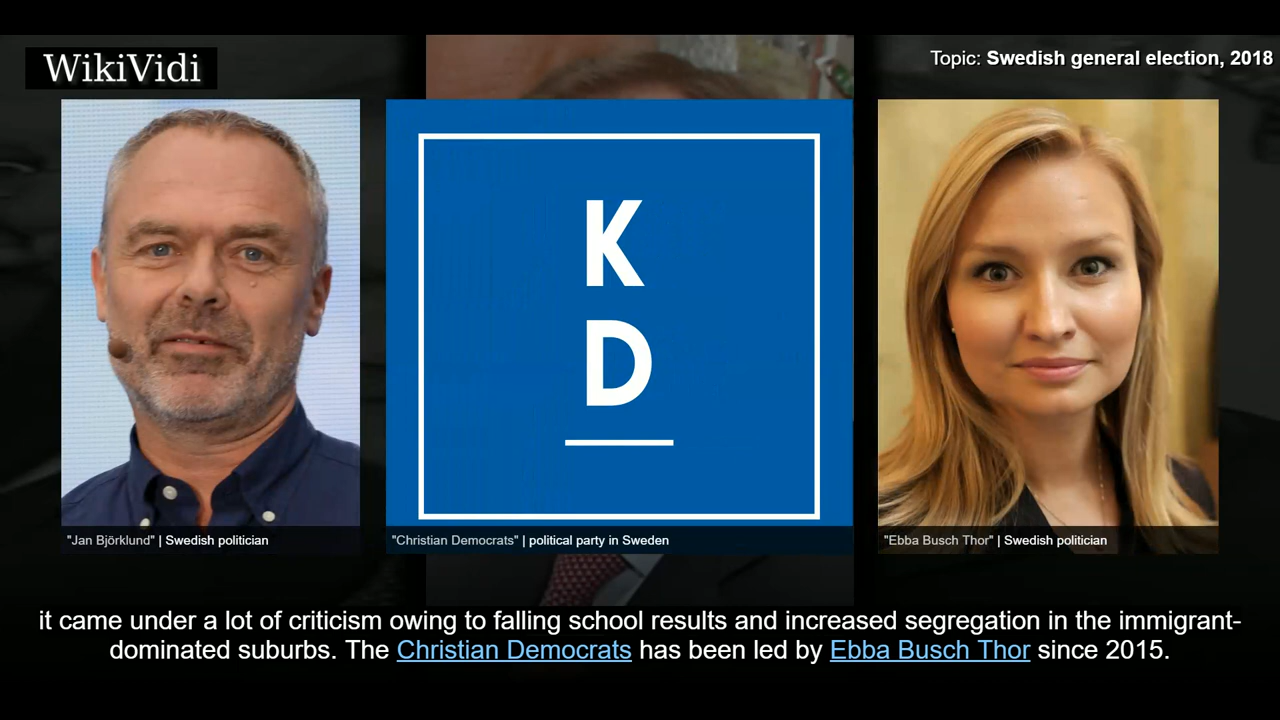 WikiVidi
Topic: Swedish general election, 2018
K
D
"Jan Björklund" | Swedish politician
"Christian Democrats" | political party in Sweden
"Ebba Busch Thor" | Swedish politician
it came under a lot of criticism owing to falling school results and increased segregation in the immigrant-
dominated suburbs. The Christian Democrats has been led by Ebba Busch Thor since 2015.